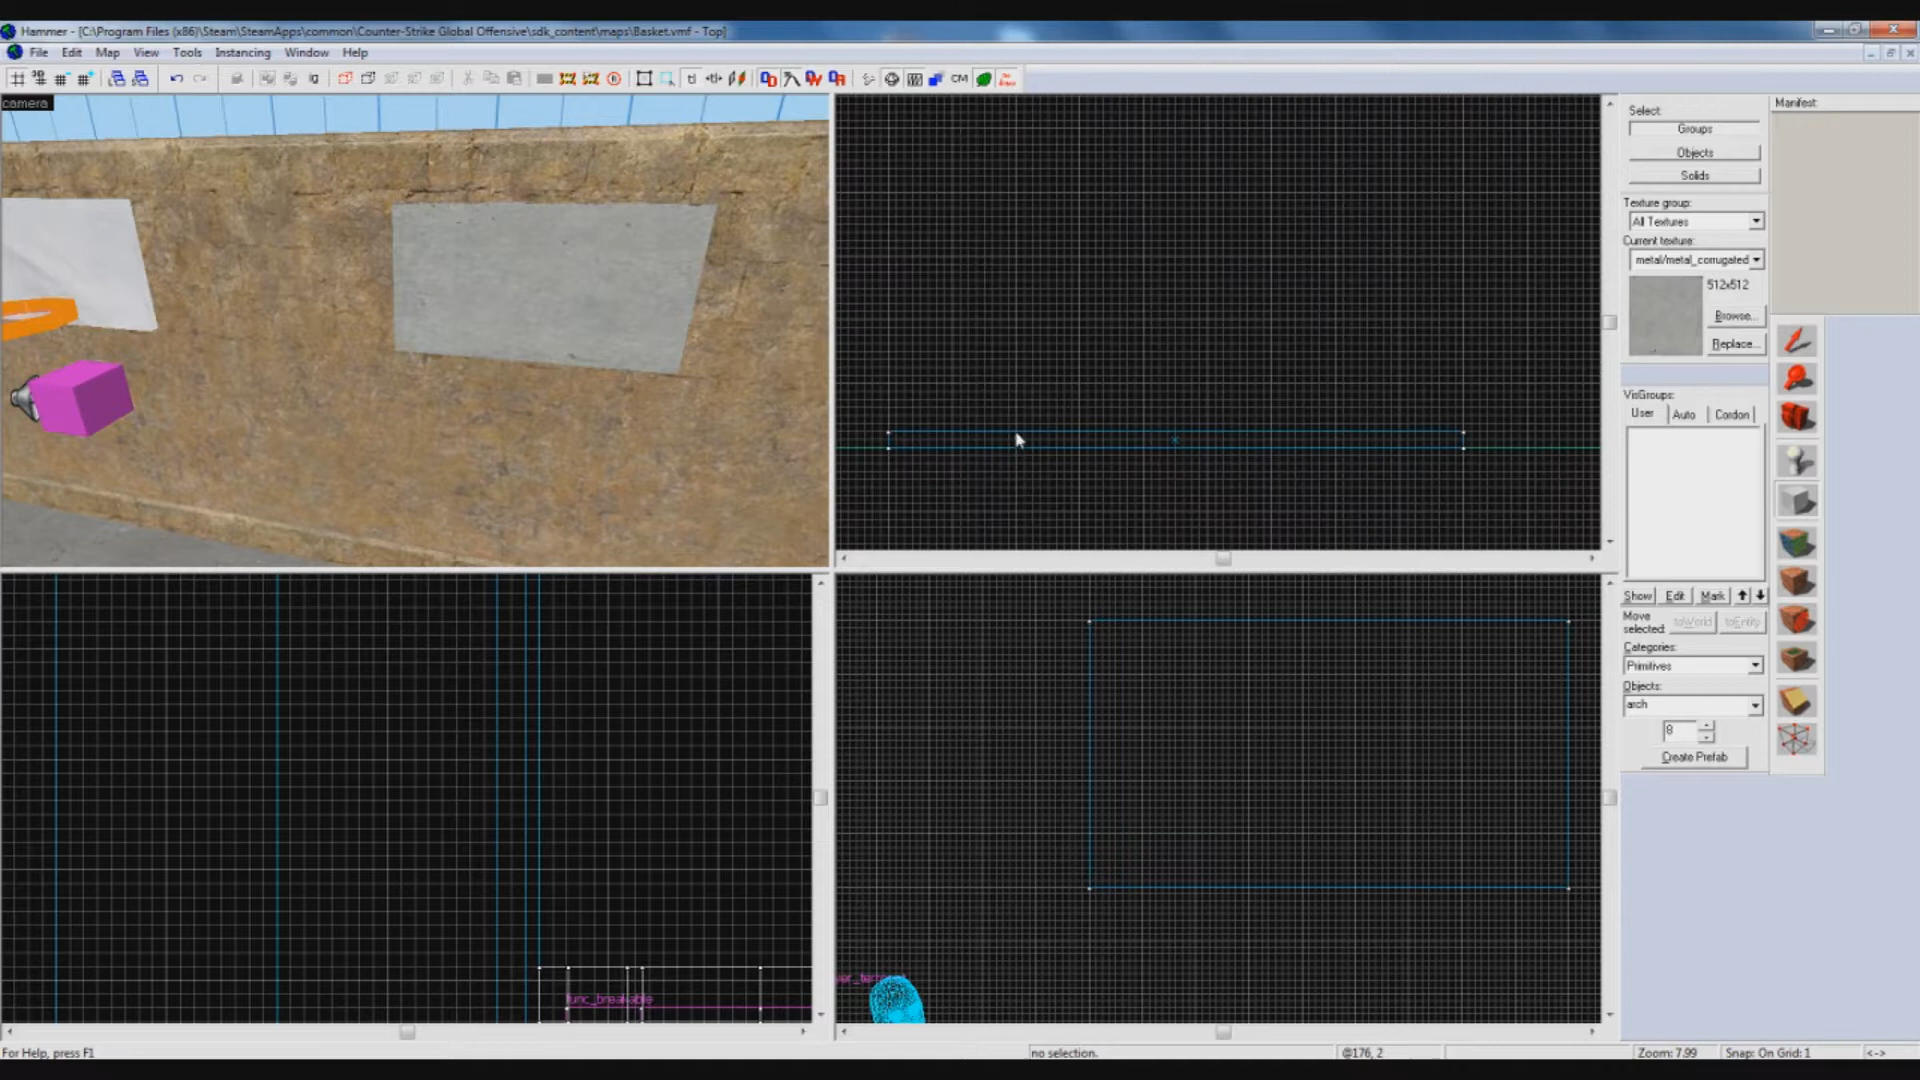 Hammer - [C:\Program Files (x86)\Steam\SteamApps\common\Counter-Strike Global Offensive\sdk_content\maps\Basket.vmf - Top]
File Edit Map View Tools Instancing Window Help
CM
camera
Select:
Groups
Objects
Solids
Texture group:
All Textures
Current texture:
metal/metal_corrugated
512x512
Browse...
Replace...
VisGroups:
User Auto Cordon
Show Edit Mark
Move selected:
toWorld toEntity
Categories:
Primitives
Objects:
arch
8
Create Prefab
Manifest:
func_breakable
For Help, press F1
no selection.
@176, 2
Zoom: 7.99
Snap: On Grid: 1
<->